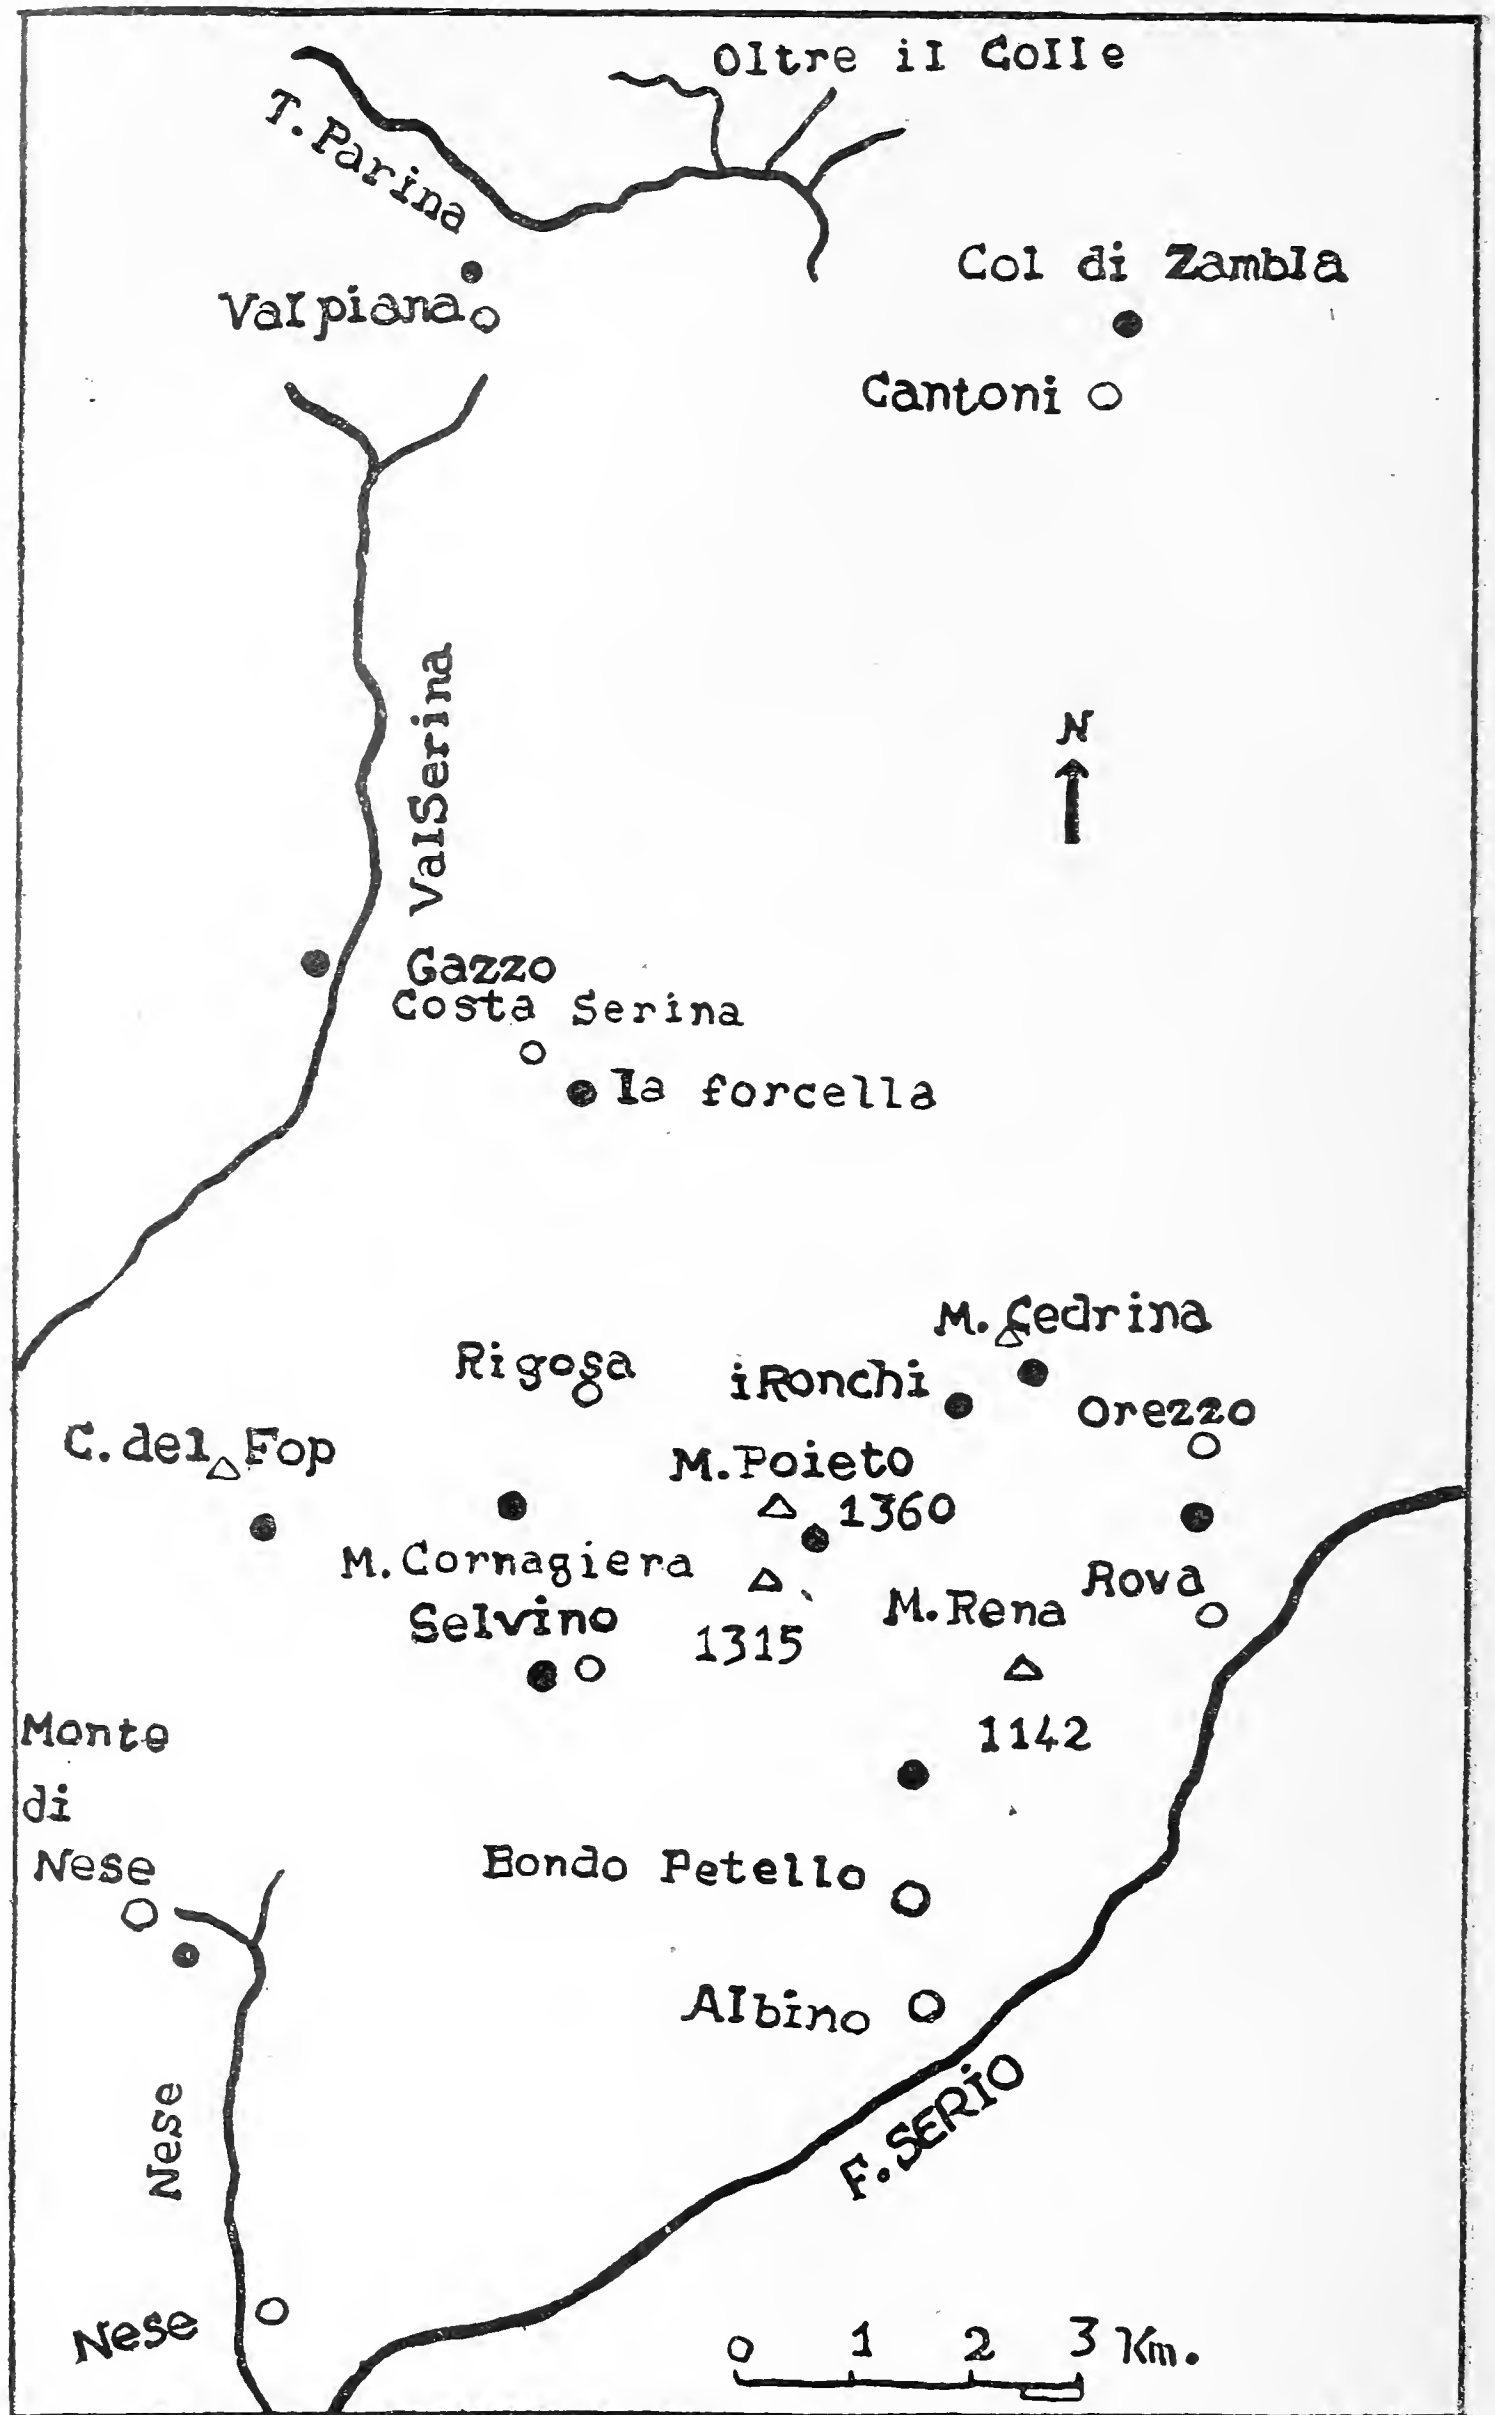 Oltre il Colle
T. Parina
Col di Zambla
Valpiana
Cantoni
Val Serina
N
Gazzo
Costa Serina
la forcella
M. Cedrina
Rigosa
i Ronchi
Orezzo
C. del Fop
M. Poieto
1360
M. Cornagiera
Rova
M. Rena
Selvino
1315
1142
Monte
di
Nese
Bondo Petello
Albino
F. SERIO
Nese
Nese
0 1 2 3 Km.